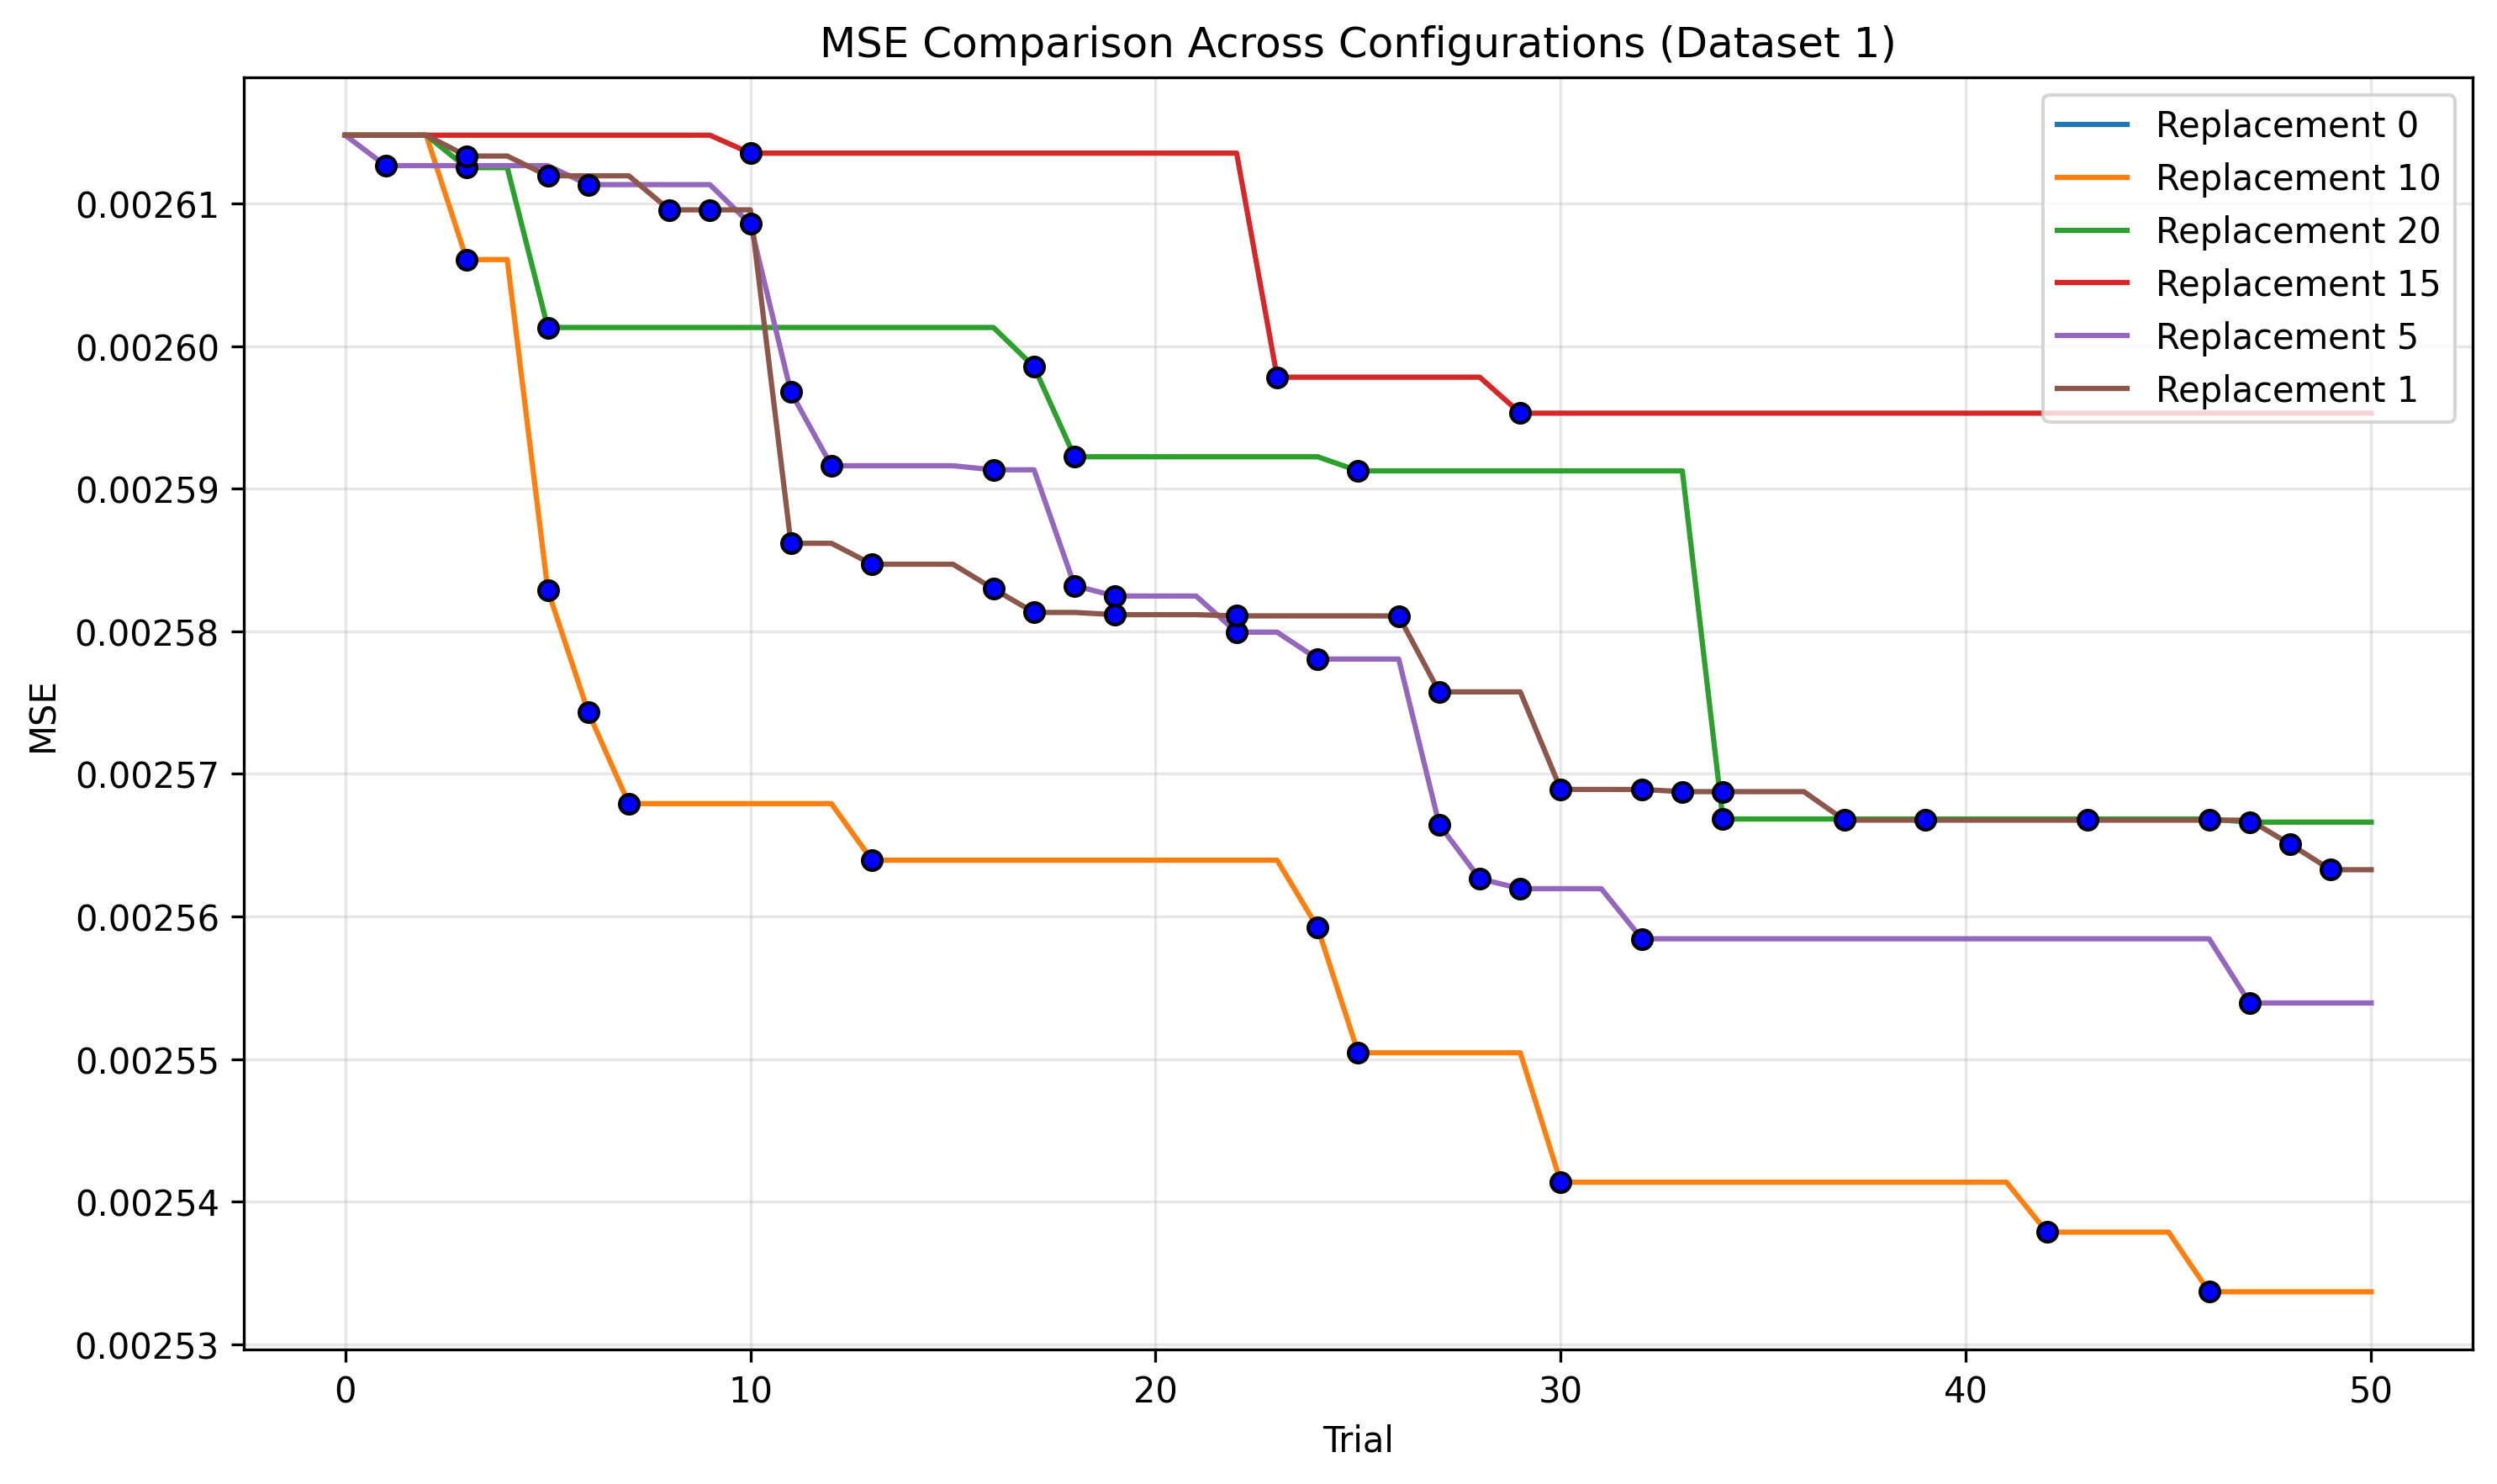 MSE Comparison Across Configurations (Dataset 1)
Replacement 0
Replacement 10
Replacement 20
Replacement 15
Replacement 5
Replacement 1
0.00261
0.00260
0.00259
0.00258
0.00257
0.00256
0.00255
0.00254
0.00253
MSE
0 10 20 30 40 50
Trial